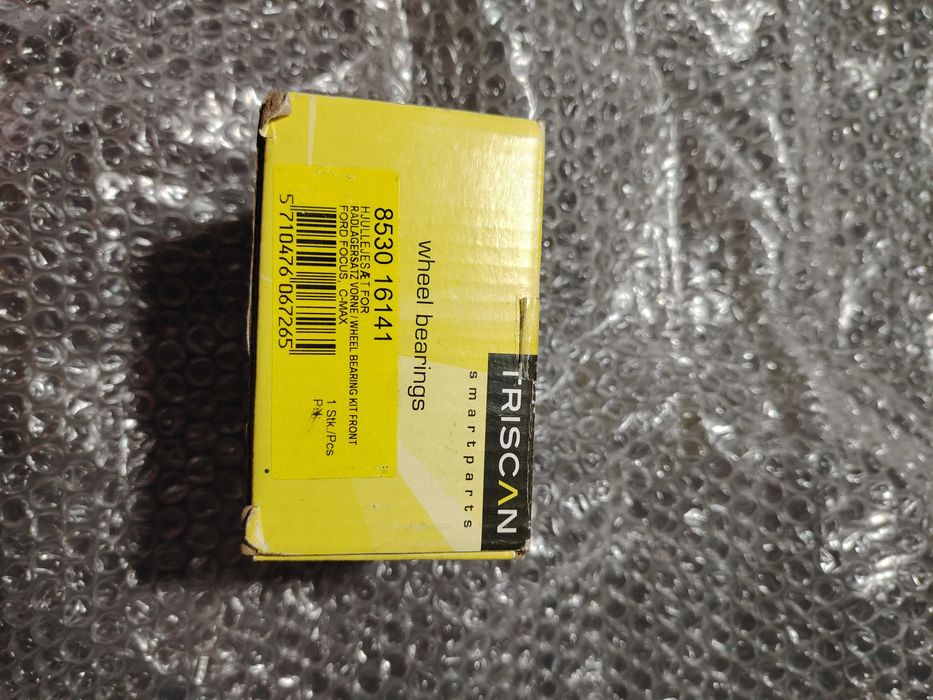 TRISCAN
smartparts
wheel bearings
8530 16141
HJULLEJESÆT FOR
RADLAGERSATZ VORNE / WHEEL BEARING KIT FRONT
FORD FOCUS, C-MAX
1 Stk./Pcs
5 710476 067265